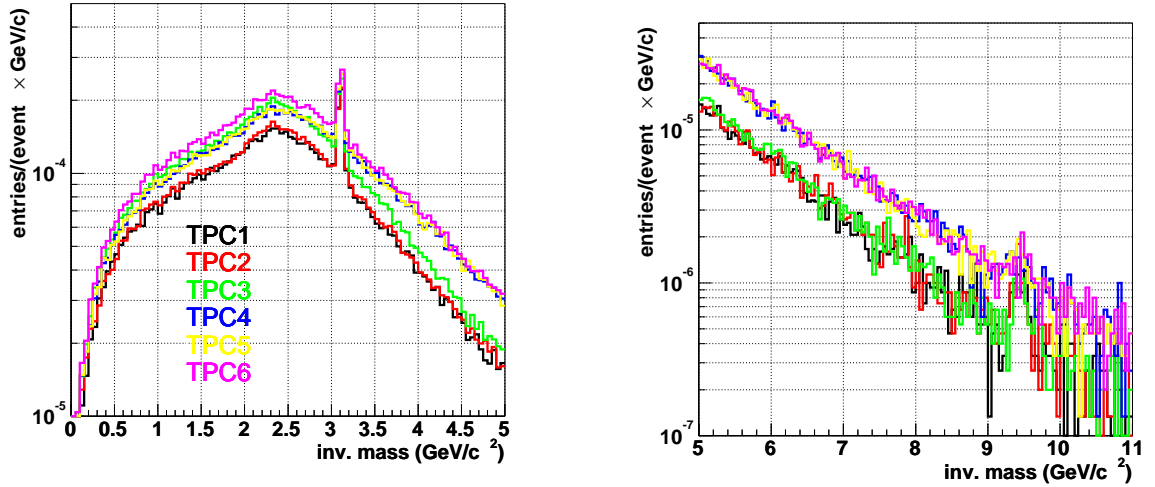 entries/(event × GeV/c)
10-4
10-5
TPC1
TPC2
TPC3
TPC4
TPC5
TPC6
0 0.5 1 1.5 2 2.5 3 3.5 4 4.5 5
inv. mass (GeV/c 2)
entries/(event × GeV/c)
10-5
10-6
10-7
5 6 7 8 9 10 11
inv. mass (GeV/c 2)